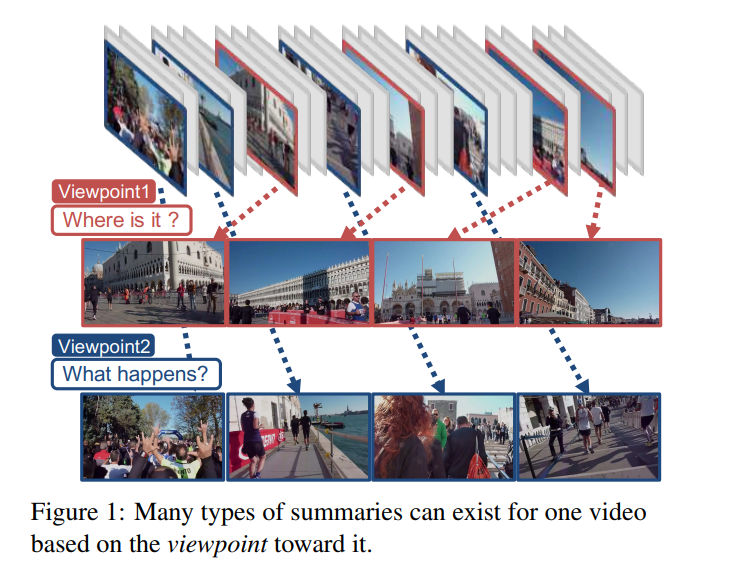 Viewpoint1
Where is it ?
Viewpoint2
What happens?
Figure 1: Many types of summaries can exist for one video
based on the viewpoint toward it.